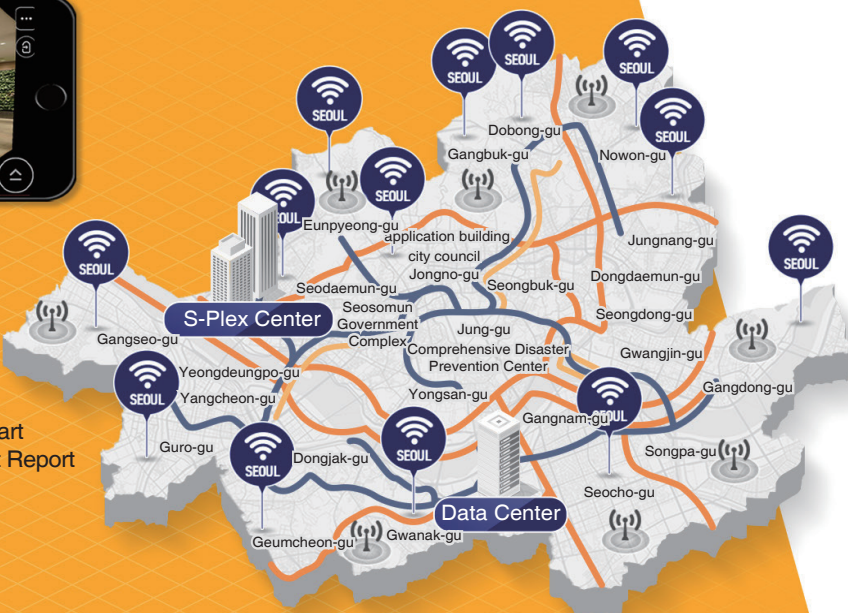 SEOUL
SEOUL
SEOUL
SEOUL
SEOUL
SEOUL
SEOUL
SEOUL
SEOUL
SEOUL
SEOUL
SEOUL
SEOUL
Dobong-gu
Gangbuk-gu
Nowon-gu
Eunpyeong-gu
application building
city council
Jongno-gu
Jungnang-gu
Seodaemun-gu
Seongbuk-gu
Dongdaemun-gu
Seosomun
Government
Complex
S-Plex Center
Seongdong-gu
Gangseo-gu
Jung-gu
Comprehensive Disaster
Prevention Center
Gwangjin-gu
Yeongdeungpo-gu
Yangcheon-gu
Yongsan-gu
Gangdong-gu
Gangnam-gu
art
Report
Guro-gu
Dongjak-gu
Songpa-gu
Seocho-gu
Data Center
Geumcheon-gu
Gwanak-gu